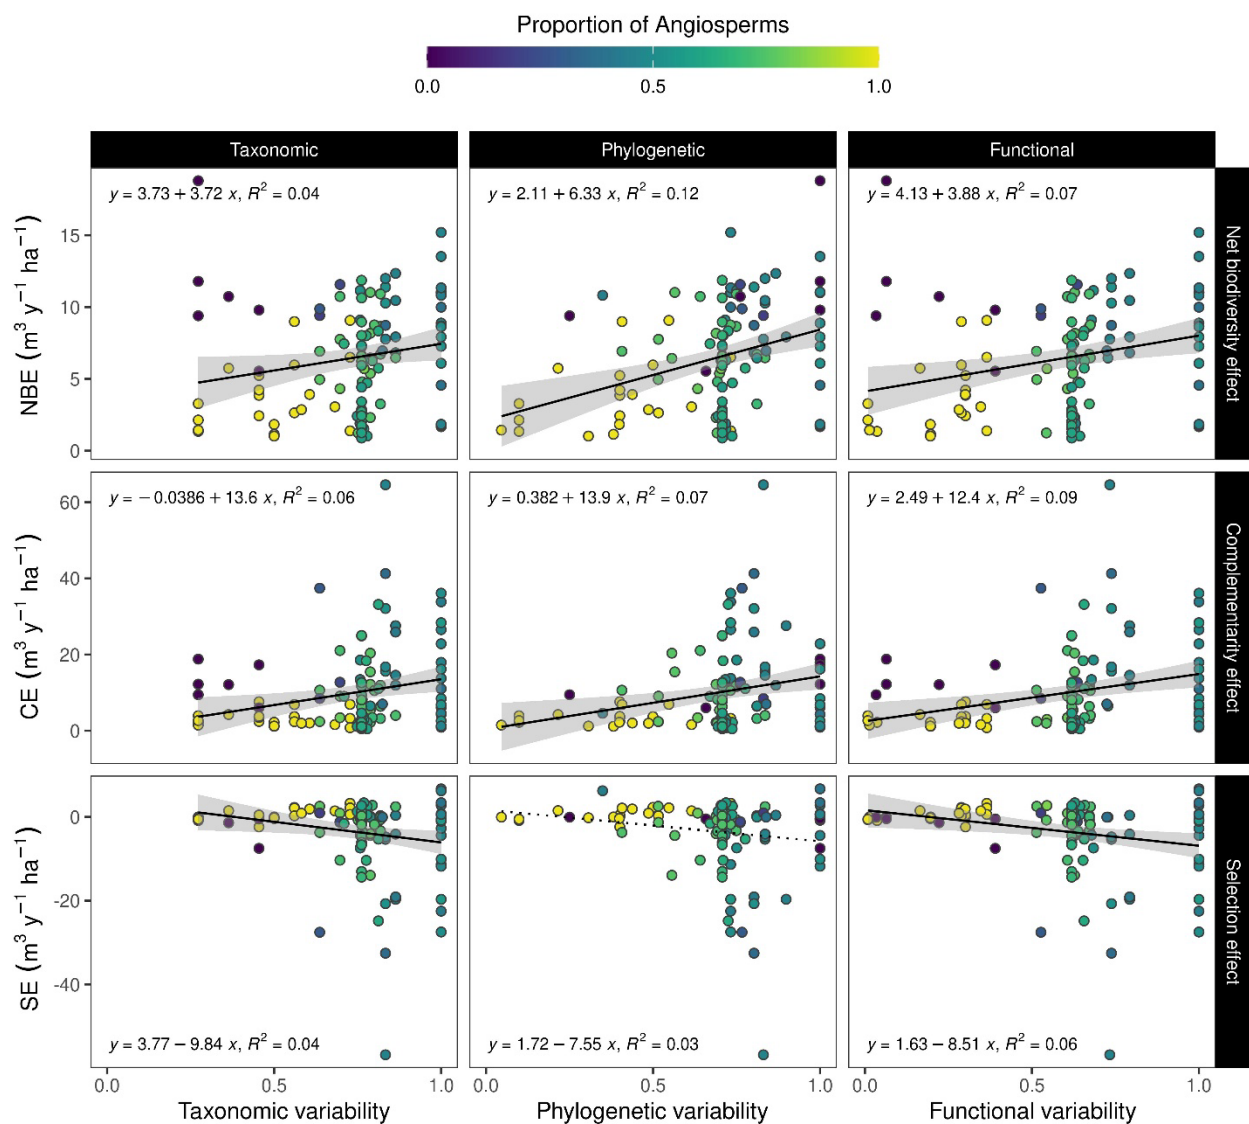 Proportion of Angiosperms
0.0 0.5 1.0
Taxonomic Phylogenetic Functional
y = 3.73 + 3.72 x, R² = 0.04
y = 2.11 + 6.33 x, R² = 0.12
y = 4.13 + 3.88 x, R² = 0.07
15
10
5
0
NBE (m³ y⁻¹ ha⁻¹)
Net biodiversity effect
y = − 0.0386 + 13.6 x, R² = 0.06
y = 0.382 + 13.9 x, R² = 0.07
y = 2.49 + 12.4 x, R² = 0.09
60
40
20
0
CE (m³ y⁻¹ ha⁻¹)
Complementarity effect
0
-20
-40
SE (m³ y⁻¹ ha⁻¹)
Selection effect
y = 3.77 − 9.84 x, R² = 0.04
y = 1.72 − 7.55 x, R² = 0.03
y = 1.63 − 8.51 x, R² = 0.06
0.0 0.5 1.0 0.0 0.5 1.0 0.0 0.5 1.0
Taxonomic variability Phylogenetic variability Functional variability